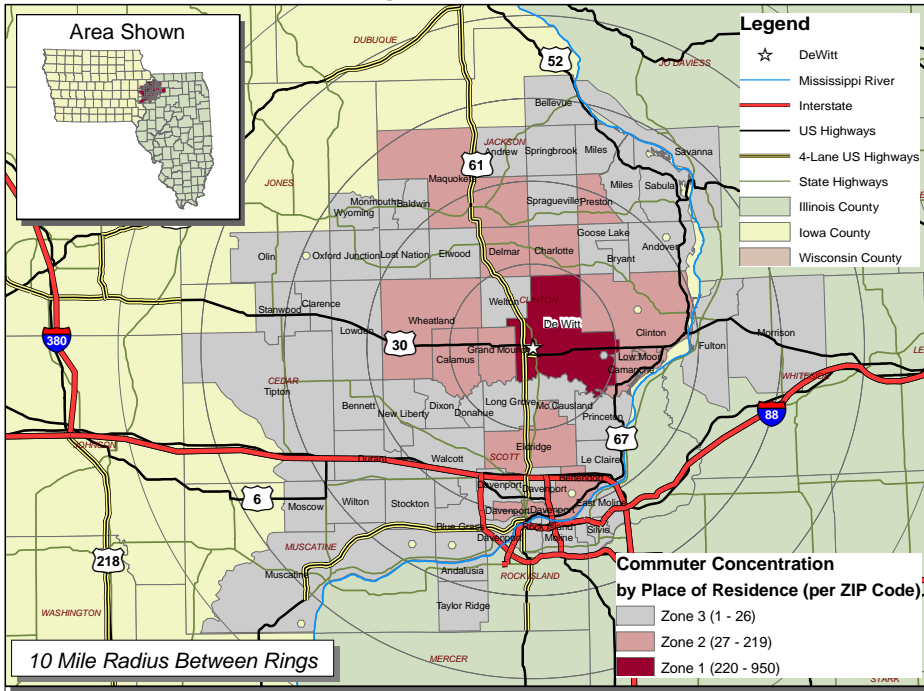 Area Shown
Legend
DeWitt
Mississippi River
Interstate
US Highways
4-Lane US Highways
State Highways
Illinois County
Iowa County
Wisconsin County
DUBUQUE
52
JO DAVIESS
Bellevue
JACKSON
Andrew
Springbrook
Miles
Savanna
61
JONES
Maquoketa
Miles
Sabula
Monmouth
Baldwin
Spragueville
Preston
Wyoming
Goose Lake
Olin
Oxford Junction
Lost Nation
Elwood
Delmar
Charlotte
Andover
Bryant
Welton
CLINTON
Stanwood
Clarence
Wheatland
De Witt
Lowden
Clinton
Morrison
380
30
Grand Mound
Fulton
Calamus
Low Moor
Camanche
CEDAR
WHITESIDE
Tipton
Bennett
New Liberty
Dixon
Donahue
Long Grove
Mc Causland
Princeton
88
67
JOHNSON
Eldridge
SCOTT
Le Claire
Durant
Walcott
Davenport
Bettendorf
Davenport
6
Moscow
Wilton
Stockton
Davenport
Davenport
East Moline
Blue Grass
Davenport
Rock Island
Moline
Silvis
218
MUSCATINE
Muscatine
Andalusia
ROCK ISLAND
WASHINGTON
Taylor Ridge
MERCER
STARK
Commuter Concentration
by Place of Residence (per ZIP Code).
Zone 3 (1 - 26)
Zone 2 (27 - 219)
Zone 1 (220 - 950)
10 Mile Radius Between Rings